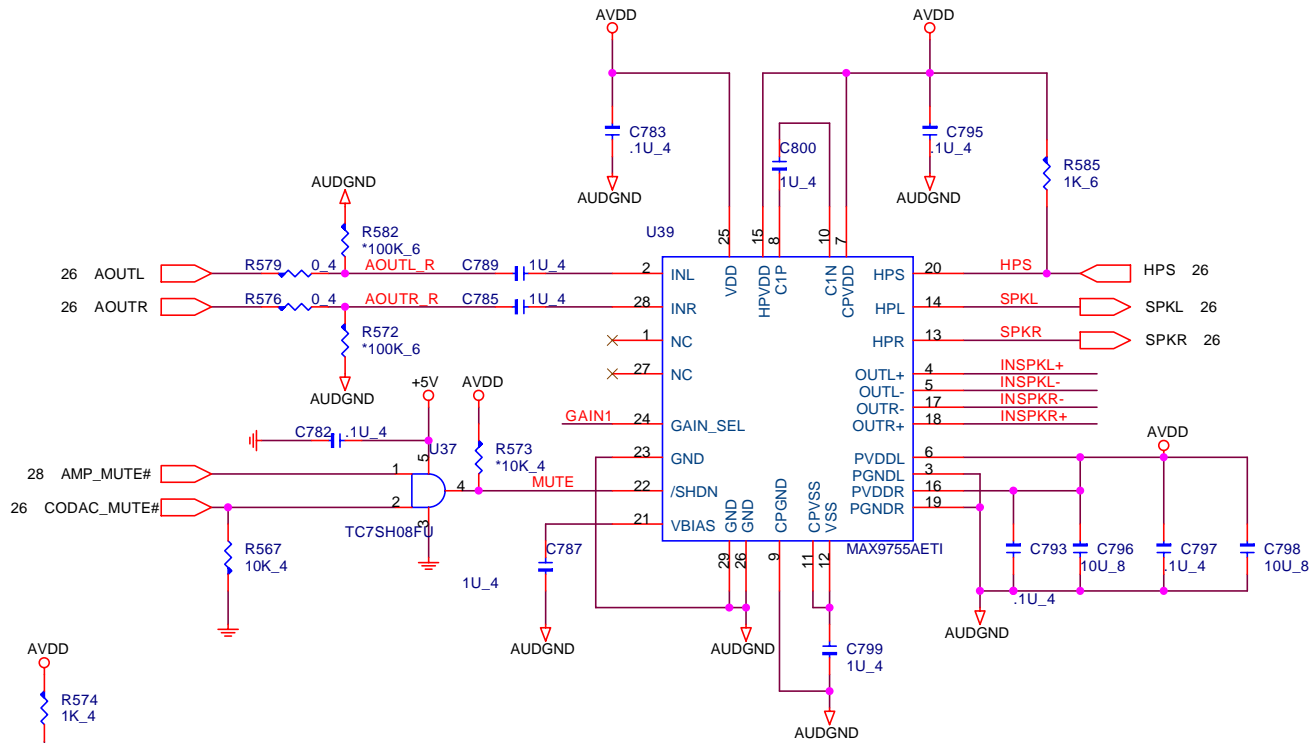 AVDD
AVDD
C783
.1U_4
C800
1U_4
C795
.1U_4
R585
1K_6
AUDGND
AUDGND
AUDGND
R582
*100K_6
U39
25
15
8
10
7
26 AOUTL
R579
0_4
AOUTL_R
C789
1U_4
2
INL
VDD
HPVDD
C1P
C1N
CPVDD
HPS
20
HPS
HPS 26
26 AOUTR
R576
0_4
AOUTR_R
C785
1U_4
28
INR
HPL
14
SPKL
SPKL 26
R572
*100K_6
1
NC
HPR
13
SPKR
SPKR 26
27
NC
OUTL+
4
INSPKL+
OUTL-
5
INSPKL-
OUTR-
17
INSPKR-
OUTR+
18
INSPKR+
AUDGND
+5V
AVDD
GAIN1
24
GAIN_SEL
C782
.1U_4
U37
R573
*10K_4
23
GND
PVDDL
6
AVDD
PGNDL
3
28 AMP_MUTE#
1
5
4
MUTE
22
/SHDN
PVDDR
16
26 CODAC_MUTE#
2
3
PGNDR
19
TC7SH08FU
21
VBIAS
GND
GND
CPGND
CPVSS
VSS
MAX9755AETI
R567
10K_4
C787
1U_4
29
26
9
11
12
C793
.1U_4
C796
10U_8
C797
.1U_4
C798
10U_8
AUDGND
AUDGND
AUDGND
C799
1U_4
AUDGND
AVDD
R574
1K_4